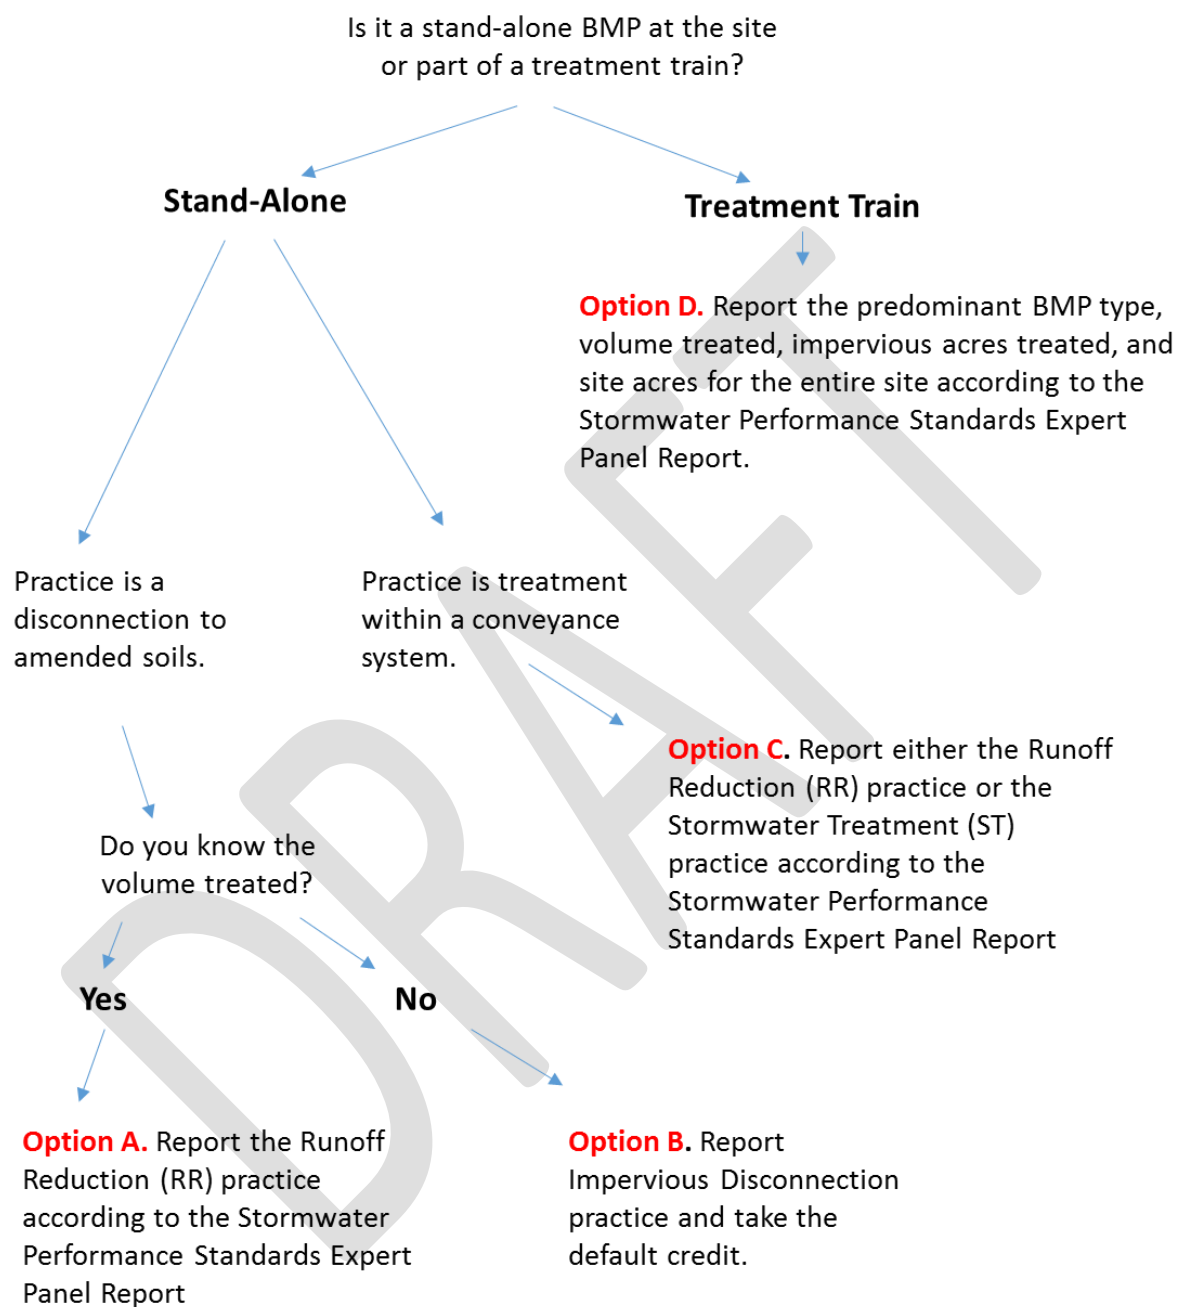 Is it a stand-alone BMP at the site
or part of a treatment train?
Stand-Alone
Treatment Train
Option D. Report the predominant BMP type,
volume treated, impervious acres treated, and
site acres for the entire site according to the
Stormwater Performance Standards Expert
Panel Report.
Practice is a
disconnection to
amended soils.
Practice is treatment
within a conveyance
system.
Option C. Report either the Runoff
Reduction (RR) practice or the
Stormwater Treatment (ST)
practice according to the
Stormwater Performance
Standards Expert Panel Report
Do you know the
volume treated?
Yes
No
Option A. Report the Runoff
Reduction (RR) practice
according to the Stormwater
Performance Standards Expert
Panel Report
Option B. Report
Impervious Disconnection
practice and take the
default credit.
DRAFT